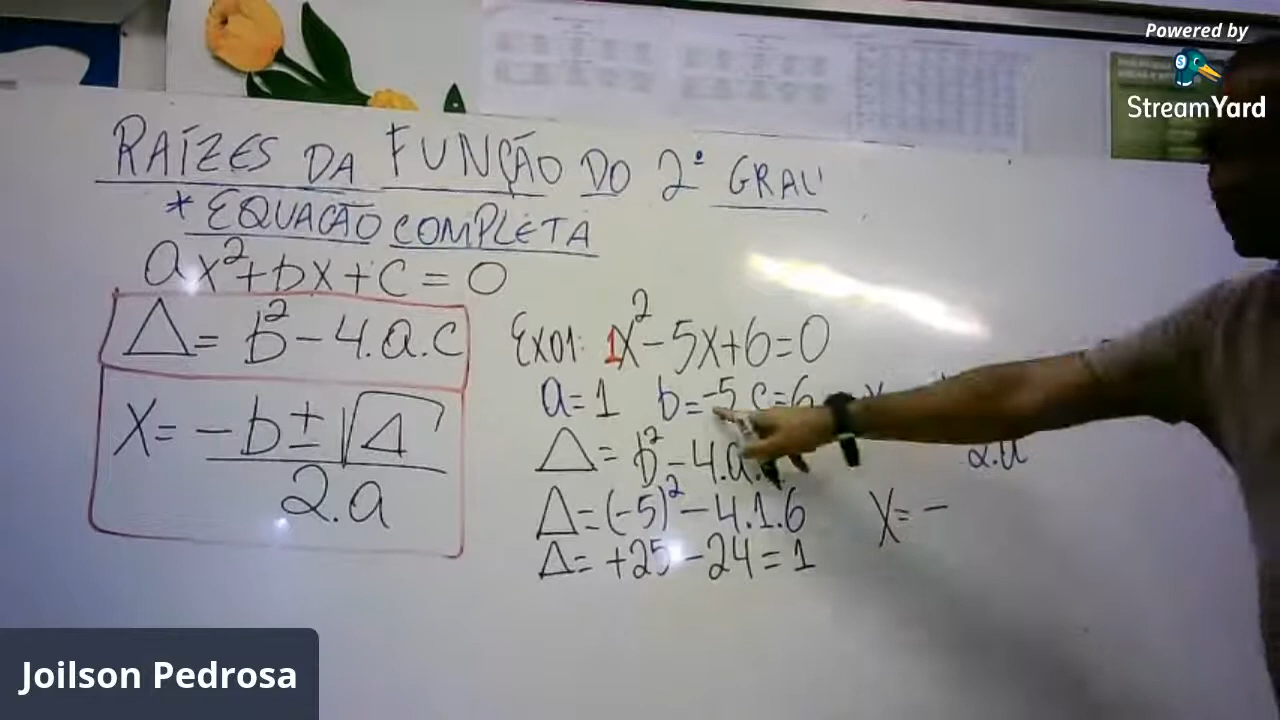 Powered by
StreamYard
RAÍZES DA FUNÇÃO DO 2º GRAU
* EQUAÇÃO COMPLETA
ax²+bx+c=0
Δ= b²-4.a.c
X= -b±√Δ
2.a
Ex01: 1x²-5x+6=0
a=1 b=-5 c=6
Δ= b²-4.a.
Δ=(-5)²-4.1.6
Δ=+25-24=1
2.a
X= -
Joilson Pedrosa